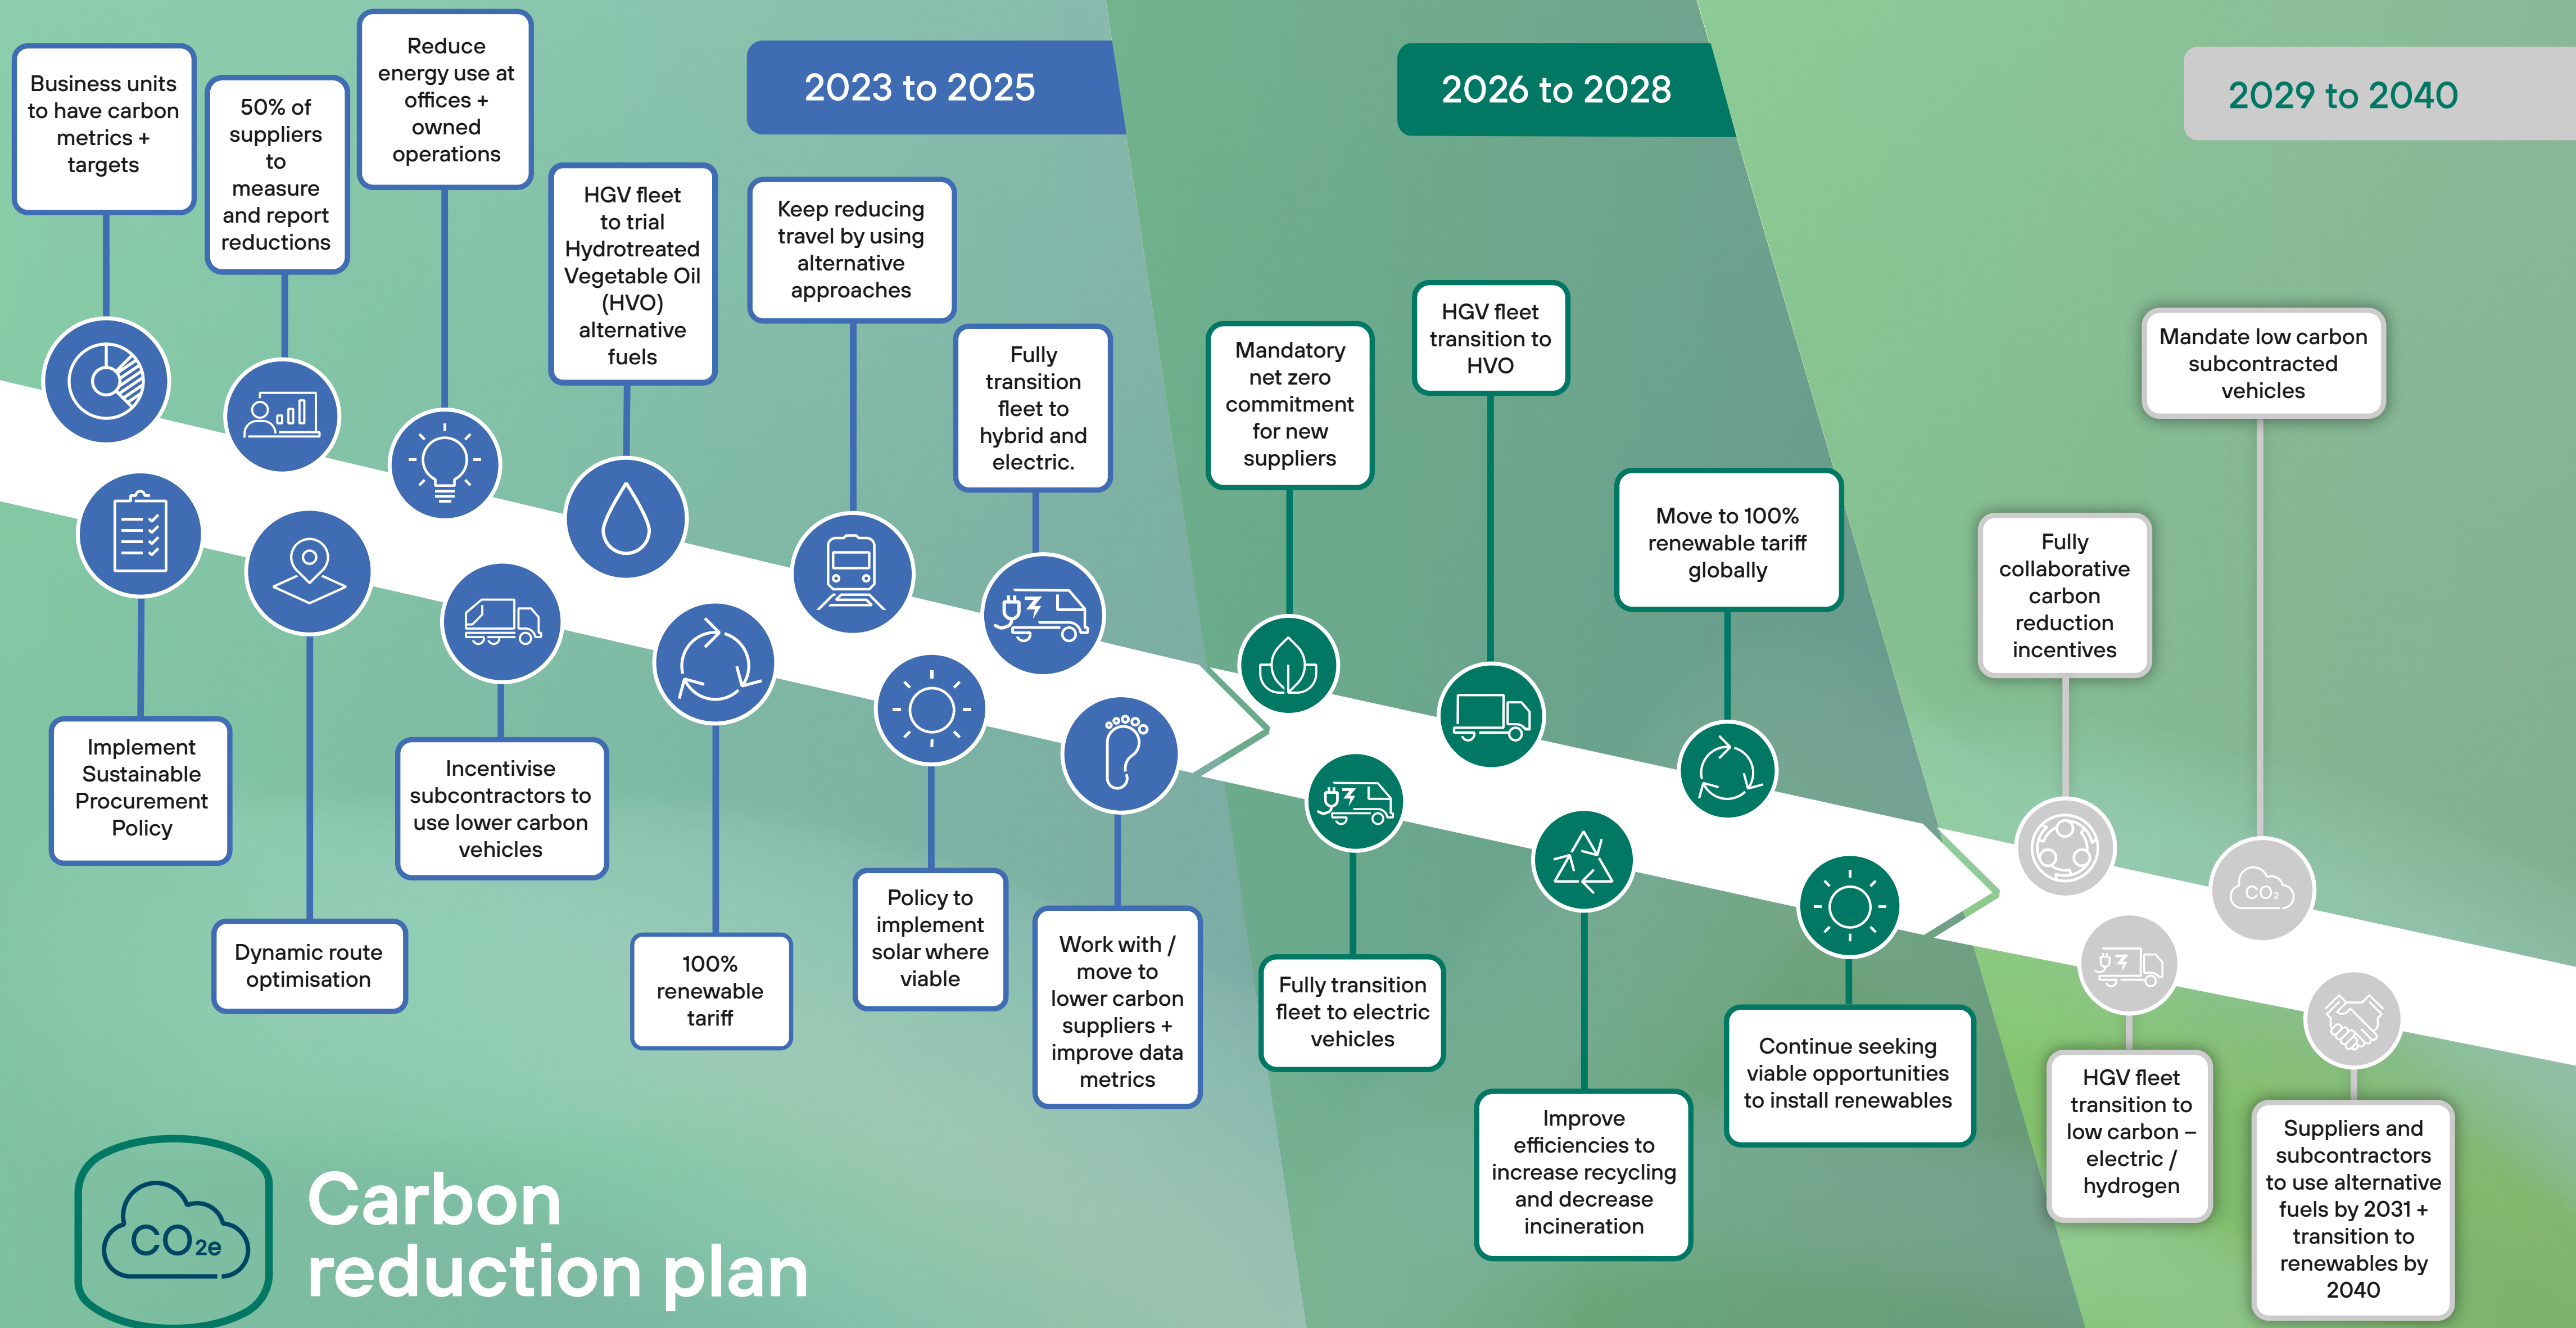 Business units
to have carbon
metrics +
targets
50% of
suppliers
to
measure
and report
reductions
Reduce
energy use at
offices +
owned
operations
HGV fleet
to trial
Hydrotreated
Vegetable Oil
(HVO)
alternative
fuels
2023 to 2025
Keep reducing
travel by using
alternative
approaches
Fully
transition
fleet to
hybrid and
electric.
Implement
Sustainable
Procurement
Policy
Dynamic route
optimisation
Incentivise
subcontractors to
use lower carbon
vehicles
100%
renewable
tariff
Policy to
implement
solar where
viable
Work with /
move to
lower carbon
suppliers +
improve data
metrics
2026 to 2028
Mandatory
net zero
commitment
for new
suppliers
HGV fleet
transition to
HVO
Move to 100%
renewable tariff
globally
Fully transition
fleet to electric
vehicles
Improve
efficiencies to
increase recycling
and decrease
incineration
Continue seeking
viable opportunities
to install renewables
2029 to 2040
Fully
collaborative
carbon
reduction
incentives
Mandate low carbon
subcontracted
vehicles
CO₂
HGV fleet
transition to
low carbon –
electric /
hydrogen
Suppliers and
subcontractors
to use alternative
fuels by 2031 +
transition to
renewables by
2040
CO2e
Carbon
reduction plan